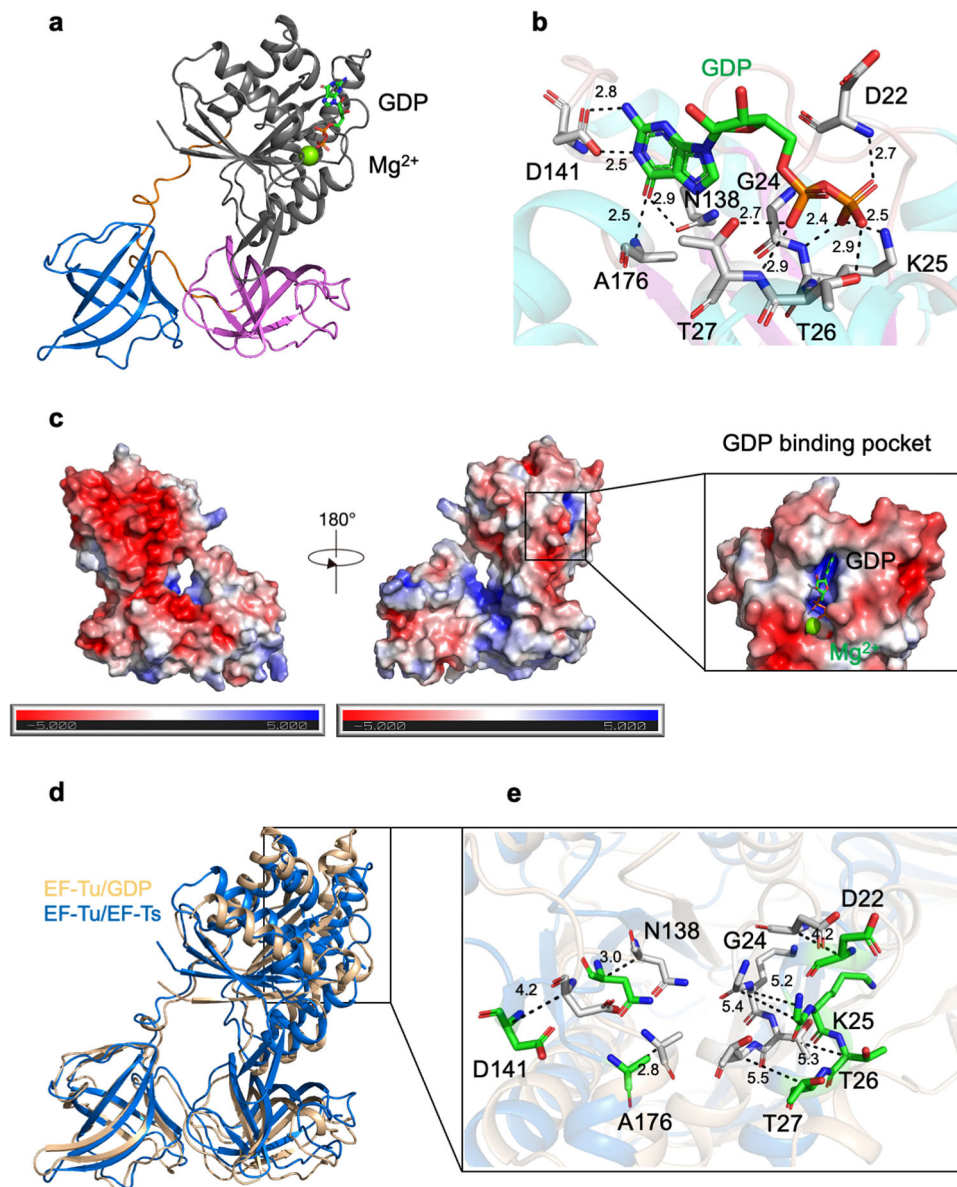 a
GDP
Mg²⁺
b
GDP
D22
2.8
D141
2.5
N138
G24
2.7
2.9
2.7
2.5
2.4
2.5
2.9
2.9
A176
K25
T27
T26
c
GDP binding pocket
180°
GDP
Mg²⁺
-5.000 5.000
-5.000 5.000
d
e
EF-Tu/GDP
EF-Tu/EF-Ts
D22
N138
G24
4.2
3.0
5.2
4.2
5.4
K25
D141
2.8
5.3
5.5
T26
A176
T27